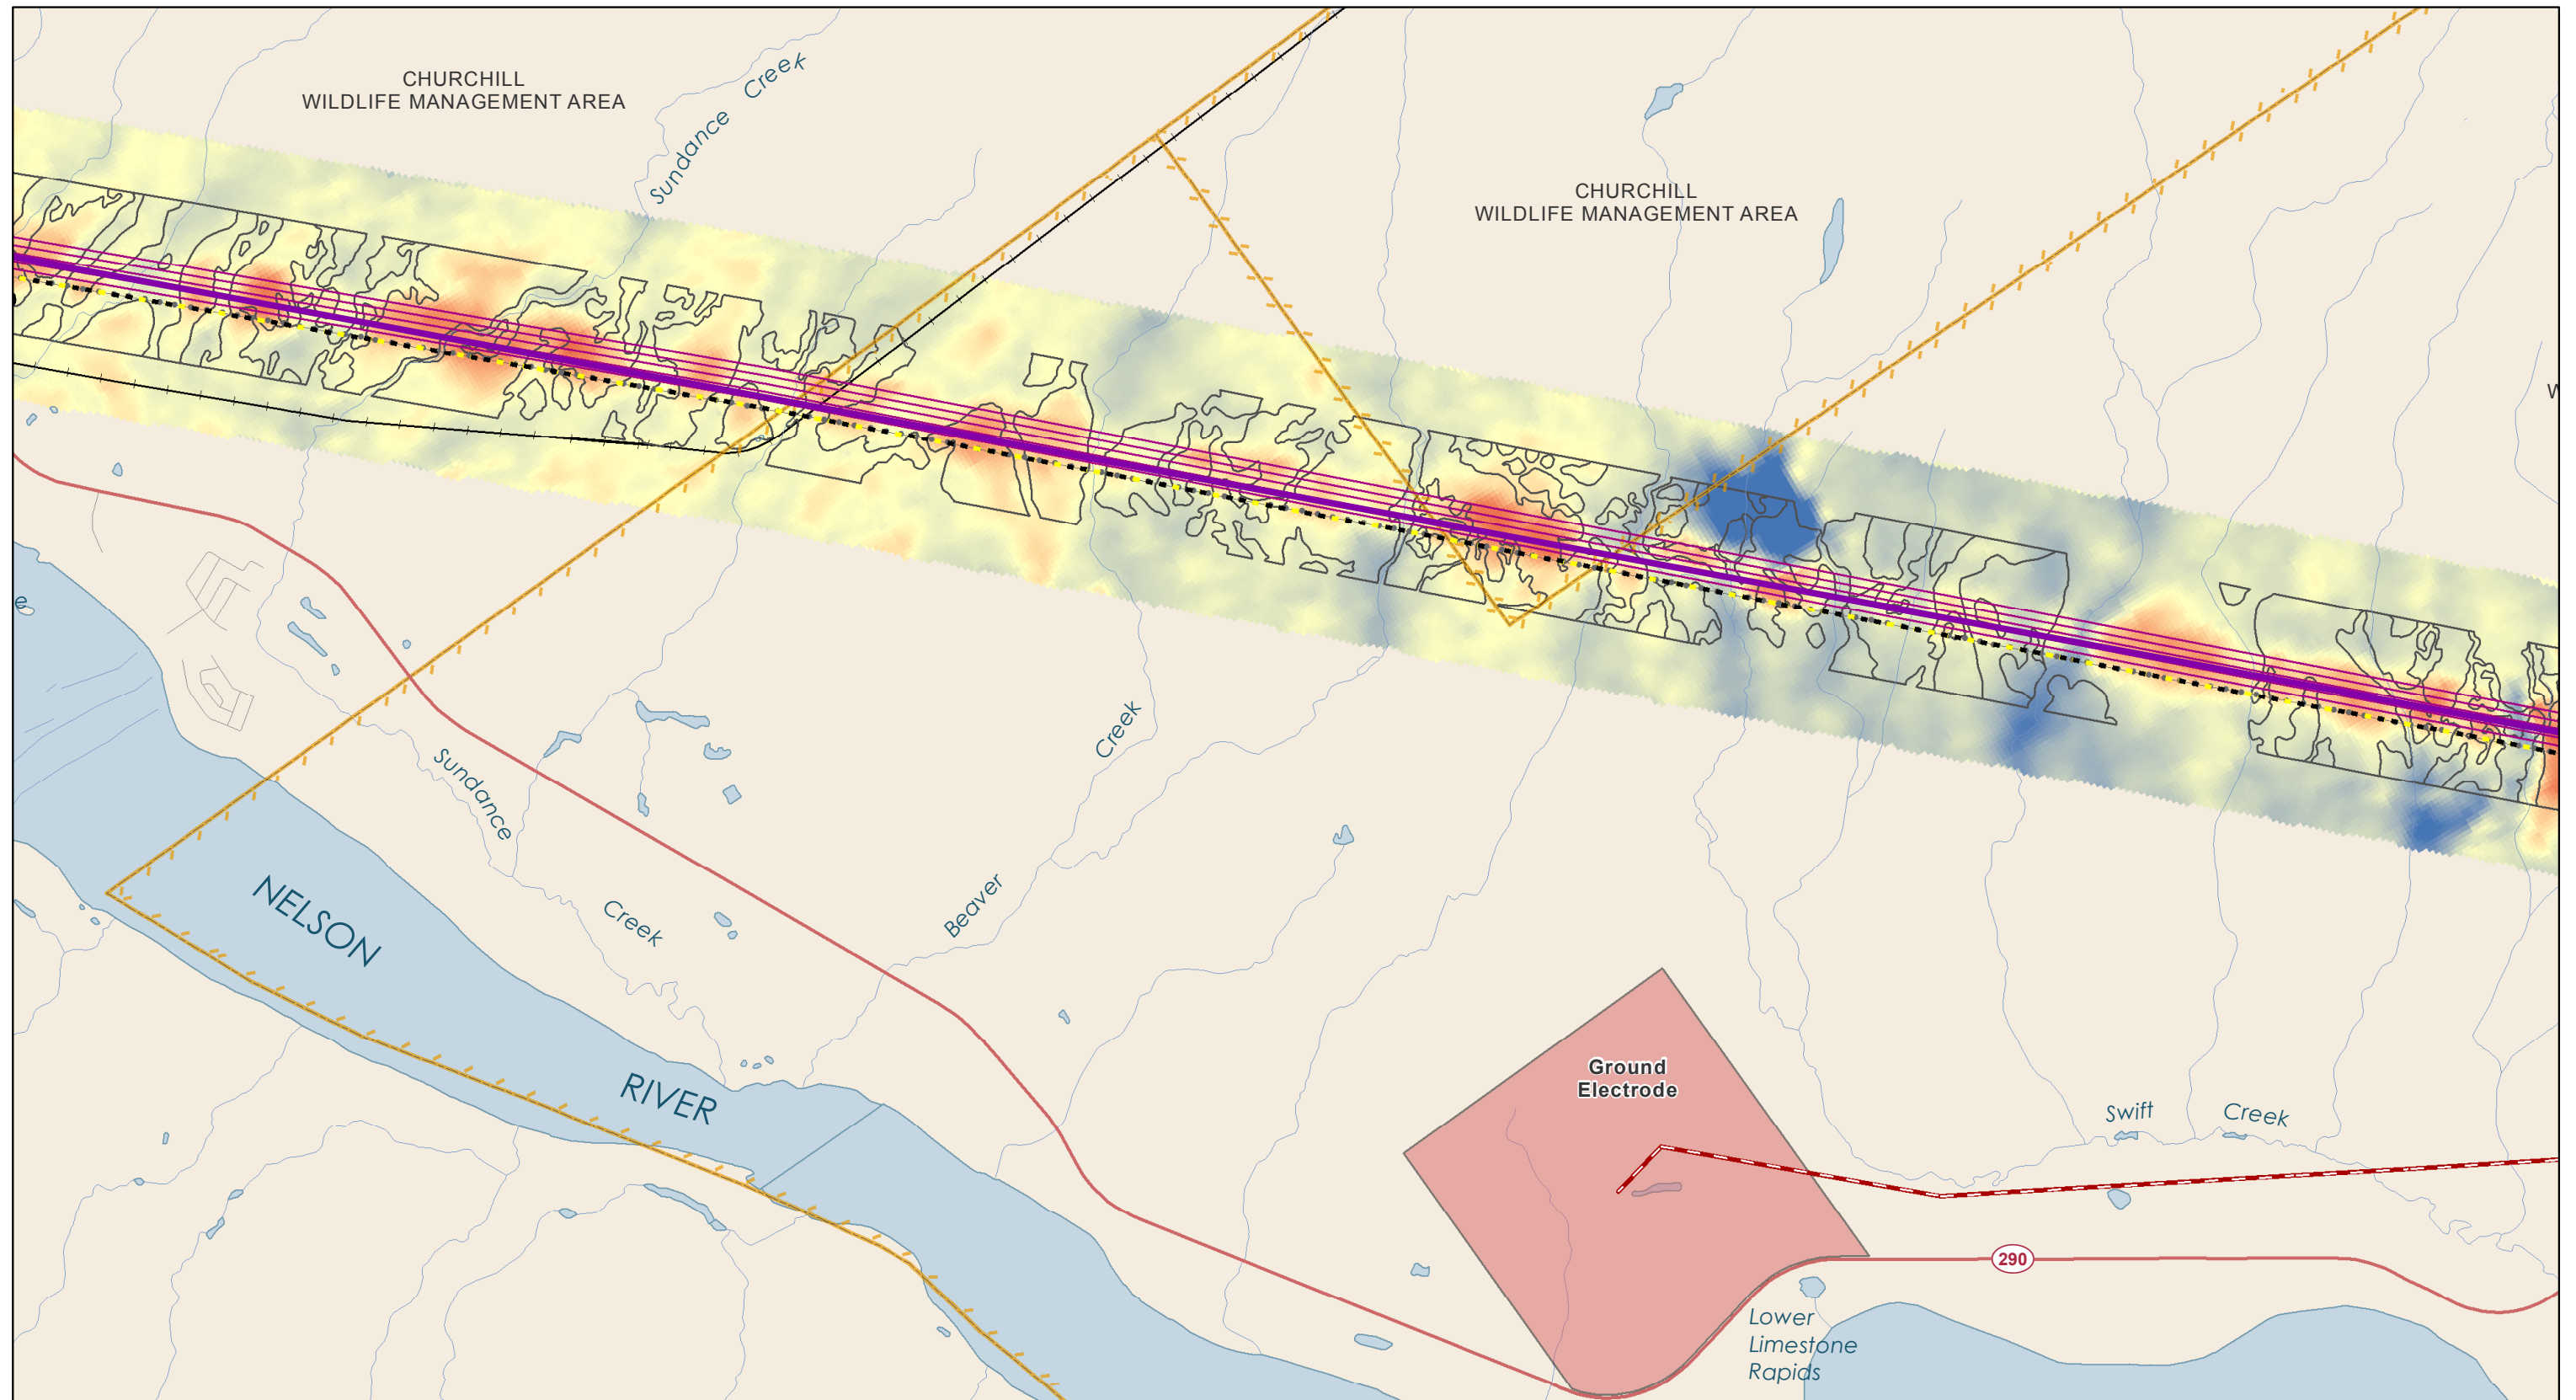 CHURCHILL
WILDLIFE MANAGEMENT AREA
Sundance Creek
CHURCHILL
WILDLIFE MANAGEMENT AREA
W
e
Sundance
Creek
Creek
Beaver
NELSON
RIVER
Ground
Electrode
Swift Creek
290
Lower
Limestone
Rapids